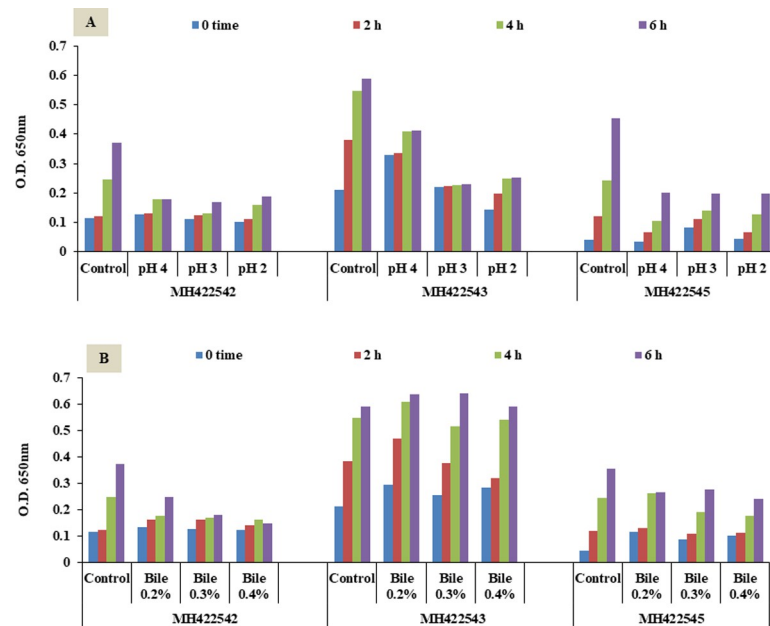 A
0 time 2 h 4 h 6 h
0.7
0.6
0.5
0.4
0.3
0.2
0.1
0
O.D. 650nm
Control pH 4 pH 3 pH 2 Control pH 4 pH 3 pH 2 Control pH 4 pH 3 pH 2
MH422542 MH422543 MH422545
B
0 time 2 h 4 h 6 h
0.7
0.6
0.5
0.4
0.3
0.2
0.1
0
O.D. 650nm
Control Bile Bile Bile Control Bile Bile Bile Control Bile Bile Bile
0.2% 0.3% 0.4% 0.2% 0.3% 0.4% 0.2% 0.3% 0.4%
MH422542 MH422543 MH422545